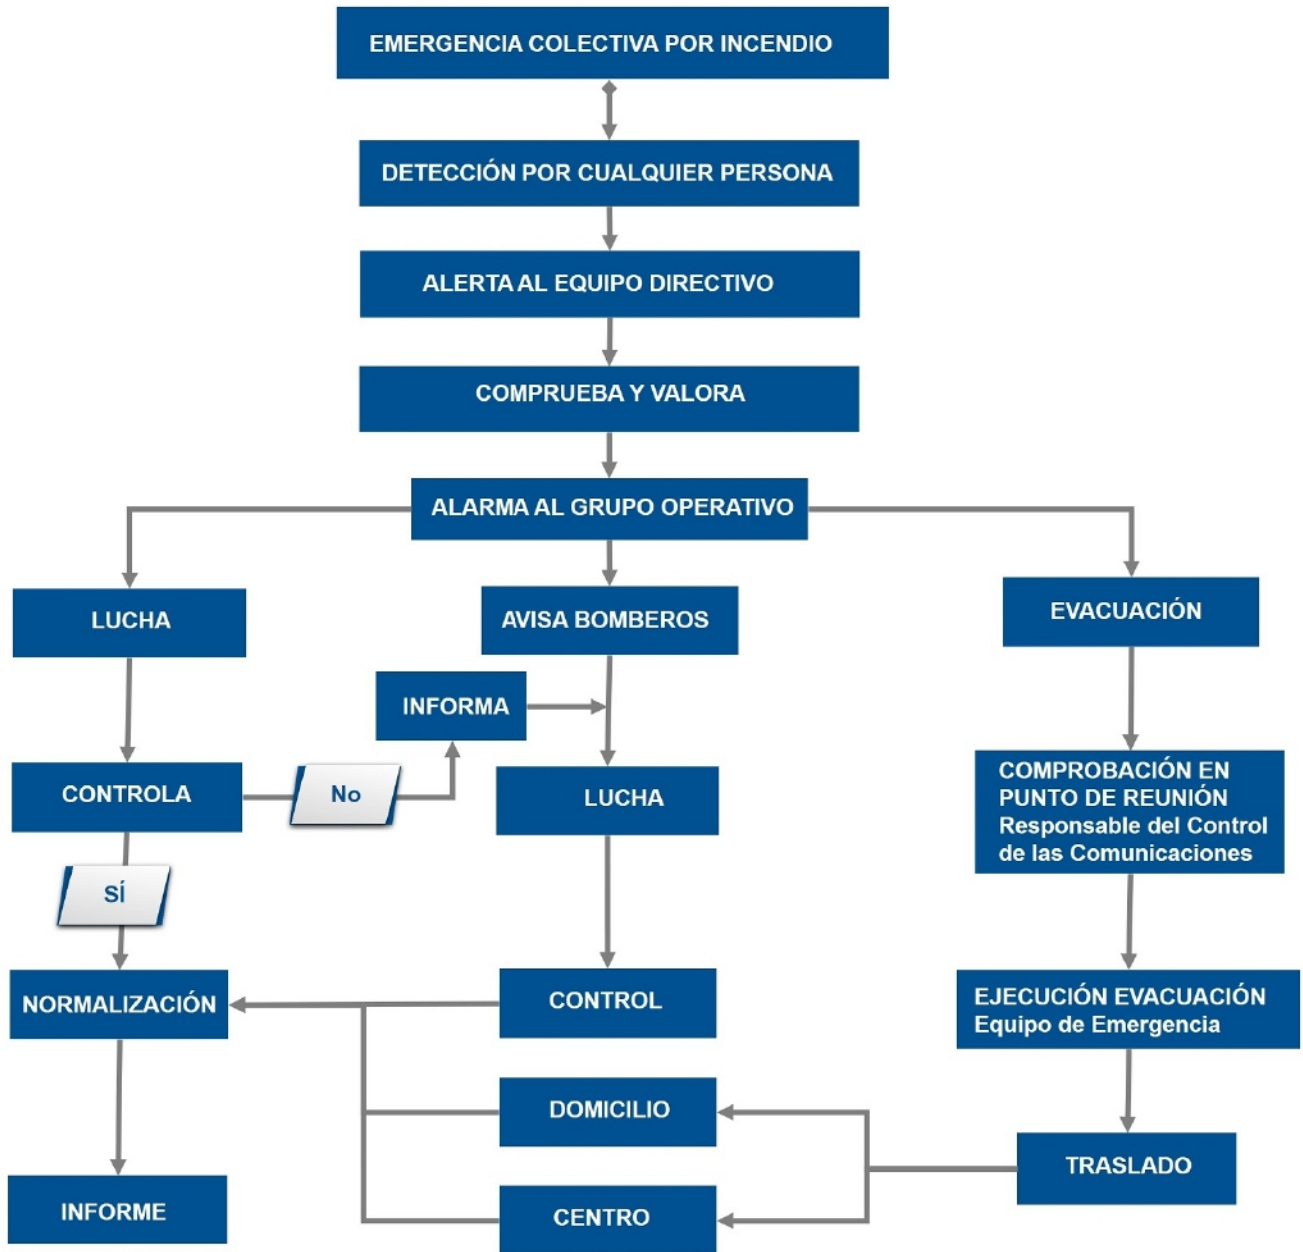 EMERGENCIA COLECTIVA POR INCENDIO
DETECCIÓN POR CUALQUIER PERSONA
ALERTA AL EQUIPO DIRECTIVO
COMPRUEBA Y VALORA
ALARMA AL GRUPO OPERATIVO
LUCHA
AVISA BOMBEROS
EVACUACIÓN
INFORMA
CONTROLA
No
LUCHA
COMPROBACIÓN EN
PUNTO DE REUNIÓN
Responsable del Control
de las Comunicaciones
SÍ
NORMALIZACIÓN
CONTROL
EJECUCIÓN EVACUACIÓN
Equipo de Emergencia
DOMICILIO
TRASLADO
INFORME
CENTRO